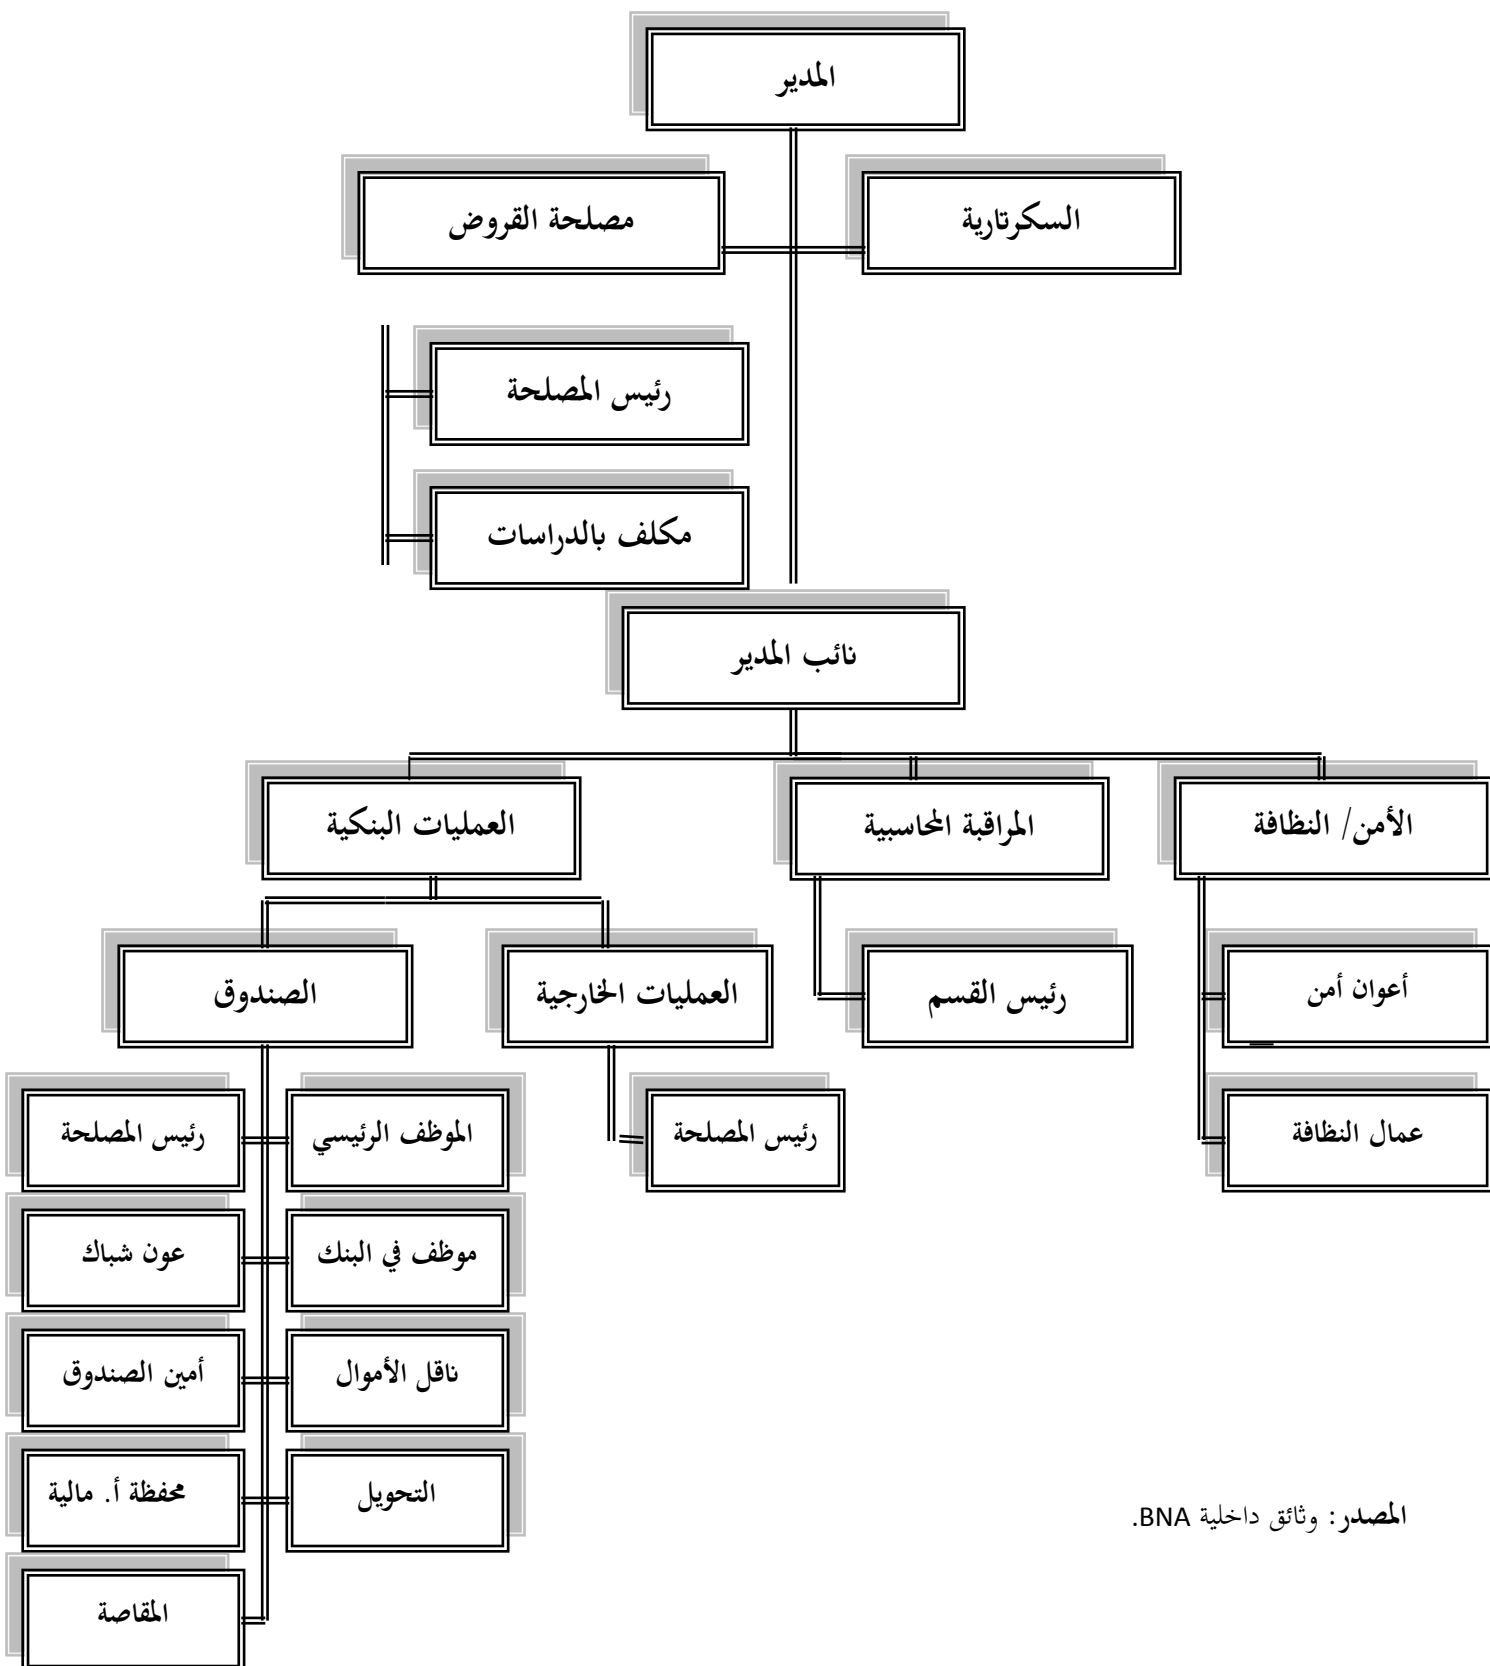 المدير
السكرتارية
مصلحة القروض
رئيس المصلحة
مكلف بالدراسات
نائب المدير
الأمن/ النظافة
المراقبة المحاسبية
العمليات البنكية
أعوان أمن
رئيس القسم
العمليات الخارجية
الصندوق
عمال النظافة
رئيس المصلحة
الموظف الرئيسي
رئيس المصلحة
موظف في البنك
عون شباك
ناقل الأموال
أمين الصندوق
التحويل
محفظة أ. مالية
المقاصة
المصدر: وثائق داخلية BNA.